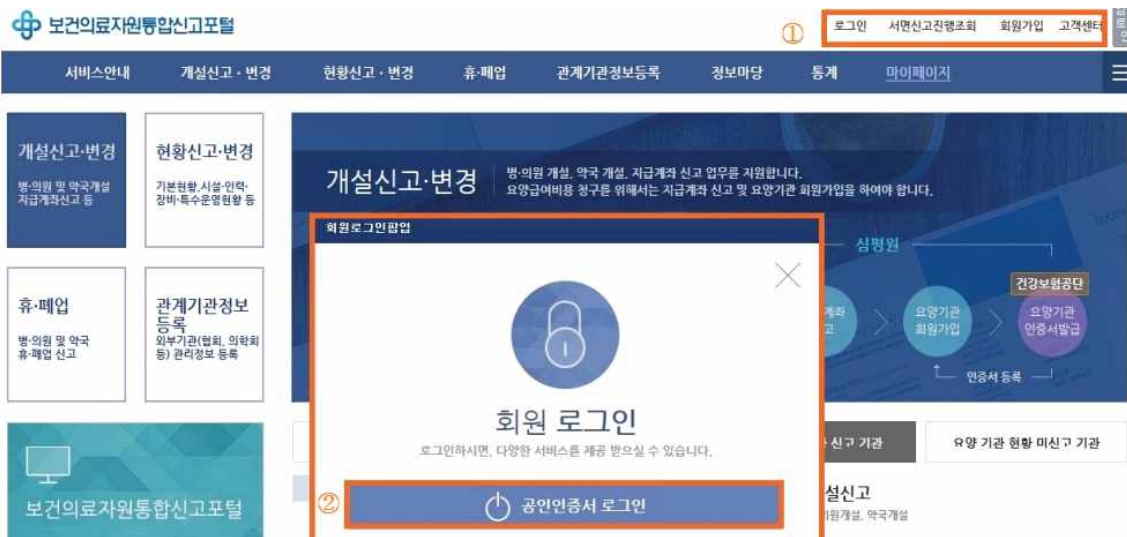 보건의료자원통합신고포털
①
로그인 서면신고진행조회 회원가입 고객센터
서비스안내 개설신고·변경 현황신고·변경 휴·폐업 관계기관정보등록 정보마당 통계 마이페이지
개설신고·변경
병·의원 및 약국개설
지급계좌신고 등
현황신고·변경
기본현황,시설·인력·
장비·특수운영현황 등
휴·폐업
병·의원 및 약국
휴·폐업 신고
관계기관정보
등록
외부기관(협회, 의학회
등) 관리정보 등록
보건의료자원통합신고포털
개설신고·변경
병·의원 개설, 약국 개설, 지급계좌 신고 업무를 지원합니다.
요양급여비용 청구를 위해서는 지급계좌 신고 및 요양기관 회원가입을 하여야 합니다.
회원로그인팝업
회원 로그인
로그인하시면, 다양한 서비스를 제공 받으실 수 있습니다.
②
공인인증서 로그인
심평원
건강보험공단
요양기관
회원가입
요양기관
인증서발급
인증서 등록
신고 기관
요양 기관 현황 미신고 기관
설신고
의원개설, 약국개설